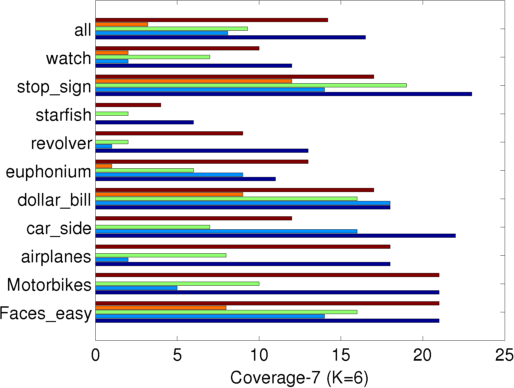 all
watch
stop_sign
starfish
revolver
euphonium
dollar_bill
car_side
airplanes
Motorbikes
Faces_easy
0 5 10 15 20 25
Coverage-7 (K=6)